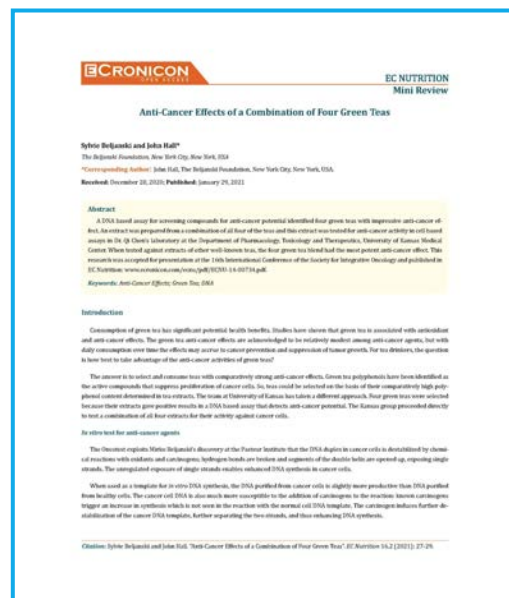 ECRONICON
OPEN ACCESS
EC NUTRITION
Mini Review
Anti-Cancer Effects of a Combination of Four Green Teas
Sylvie Beljanski and John Hall*
The Beljanski Foundation, New York City, New York, USA
*Corresponding Author: John Hall, The Beljanski Foundation, New York City, New York, USA.
Received: December 28, 2020; Published: January 29, 2021
Abstract
A DNA based assay for screening compounds for anti-cancer potential identified four green teas with impressive anti-cancer ef-
fect. An extract was prepared from a combination of all four of the teas and this extract was tested for anti-cancer activity in cell based
assays in Dr. Qi Chen's laboratory at the Department of Pharmacology, Toxicology and Therapeutics, University of Kansas Medical
Center. When tested against extracts of other well-known teas, the four green tea blend had the most potent anti-cancer effect. This
research was accepted for presentation at the 16th International Conference of the Society for Integrative Oncology and published in
EC Nutrition: www.ecronicon.com/ecnu/pdf/ECNU-14-00734.pdf.
Keywords: Anti-Cancer Effects; Green Tea; DNA
Introduction
Consumption of green tea has significant potential health benefits. Studies have shown that green tea is associated with antioxidant
and anti-cancer effects. The green tea anti-cancer effects are acknowledged to be relatively modest among anti-cancer agents, but with
daily consumption over time the effects may accrue to cancer prevention and suppression of tumor growth. For tea drinkers, the question
is how best to take advantage of the anti-cancer activities of green teas?
The answer is to select and consume teas with comparatively strong anti-cancer effects. Green tea polyphenols have been identified as
the active compounds that suppress proliferation of cancer cells. So, teas could be selected on the basis of their comparatively high poly-
phenol content determined in tea extracts. The team at University of Kansas has taken a different approach. Four green teas were selected
because their extracts gave positive results in a DNA based assay that detects anti-cancer potential. The Kansas group proceeded directly
to test a combination of all four extracts for their activity against cancer cells.
In vitro test for anti-cancer agents
The Oncotest exploits Mirko Beljanski's discovery at the Pasteur Institute that the DNA duplex in cancer cells is destabilized by chemi-
cal reactions with oxidants and carcinogens; hydrogen bonds are broken and segments of the double helix are opened up, exposing single
strands. The unregulated exposure of single strands enables enhanced DNA synthesis in cancer cells.
When used as a template for in vitro DNA synthesis, the DNA purified from cancer cells is slightly more productive than DNA purified
from healthy cells. The cancer cell DNA is also much more susceptible to the addition of carcinogens to the reaction: known carcinogens
trigger an increase in synthesis which is not seen in the reaction with the normal cell DNA template. The carcinogen induces further de-
stabilization of the cancer DNA template, further separating the two strands, and thus enhancing DNA synthesis.
Citation: Sylvie Beljanski and John Hall. "Anti-Cancer Effects of a Combination of Four Green Teas". EC Nutrition 16.2 (2021): 27-29.